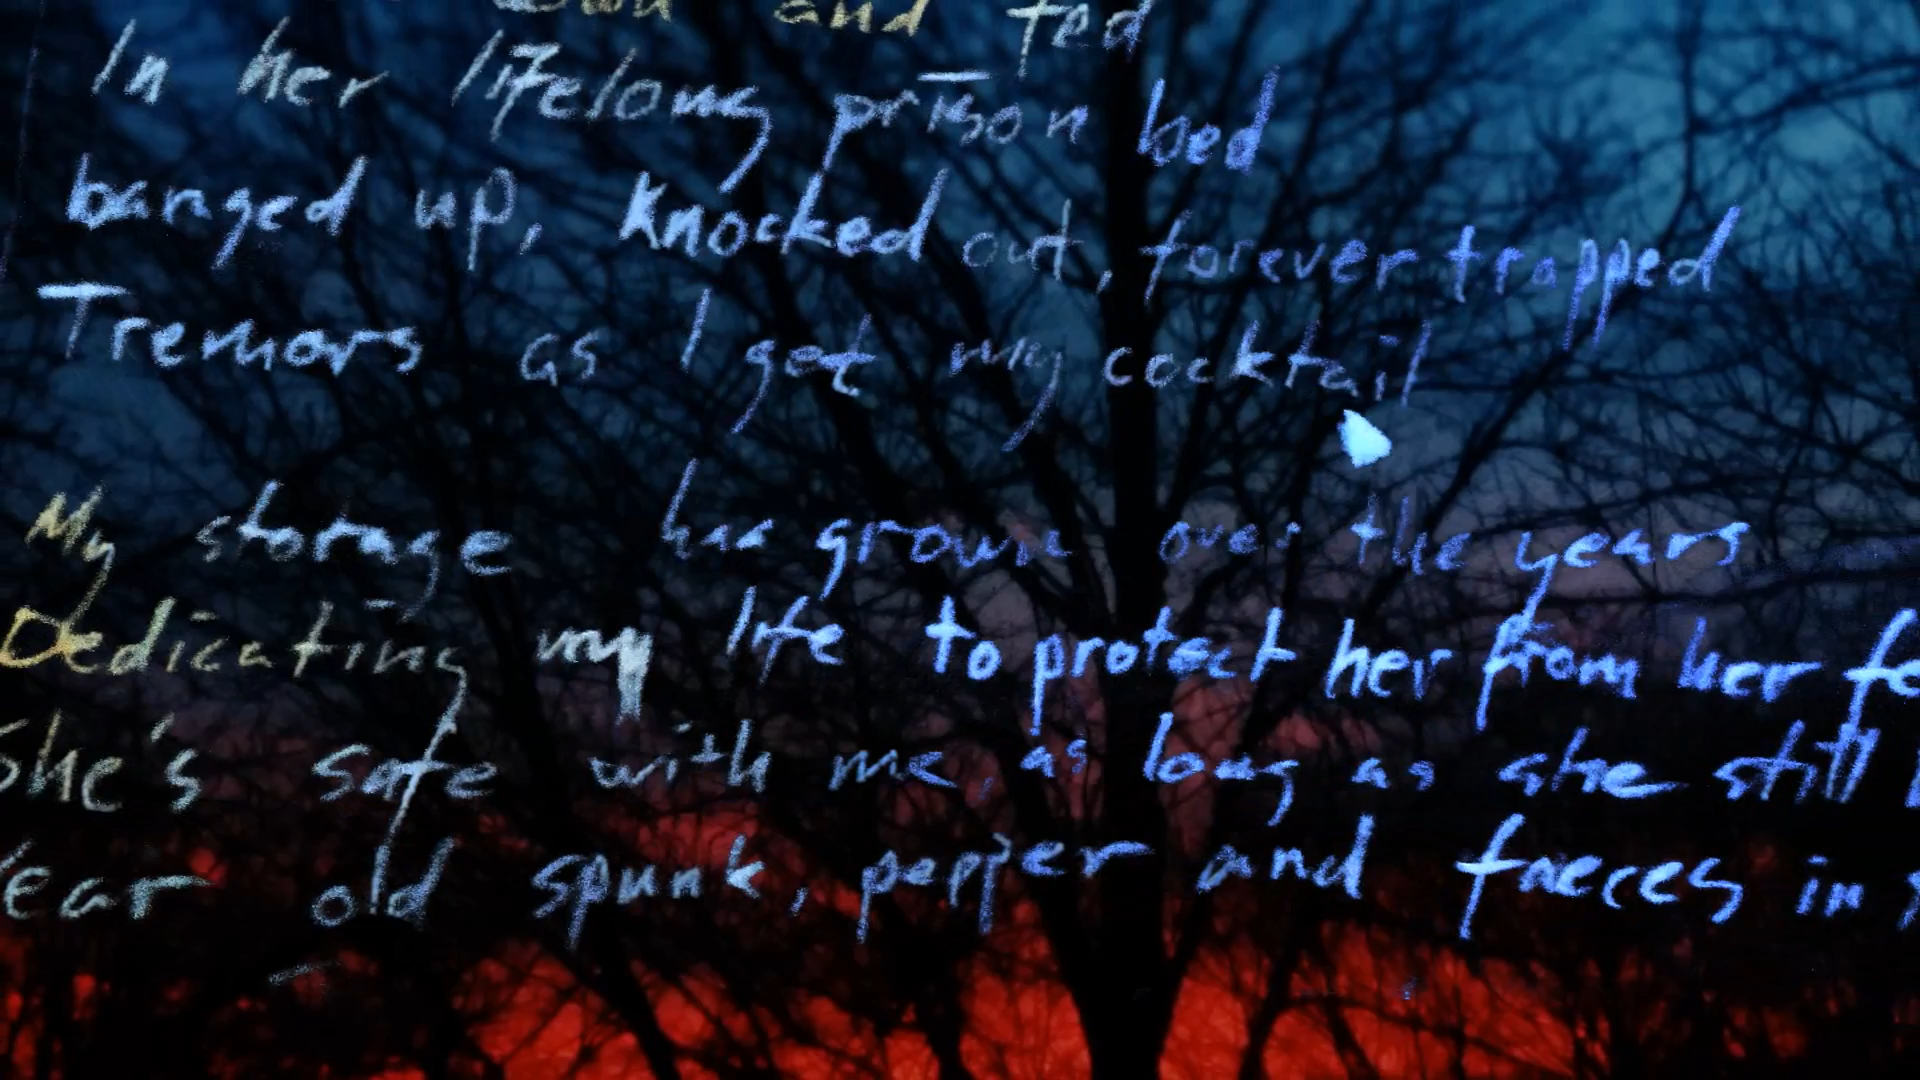 and fed
In her lifelong prison bed
banged up, knocked out, forever trapped
Tremors as I get my cocktail
My storage has grown over the years
Dedicating my life to protect her from her
She's safe with me, as long as she still
old spunk, pepper and faeces in